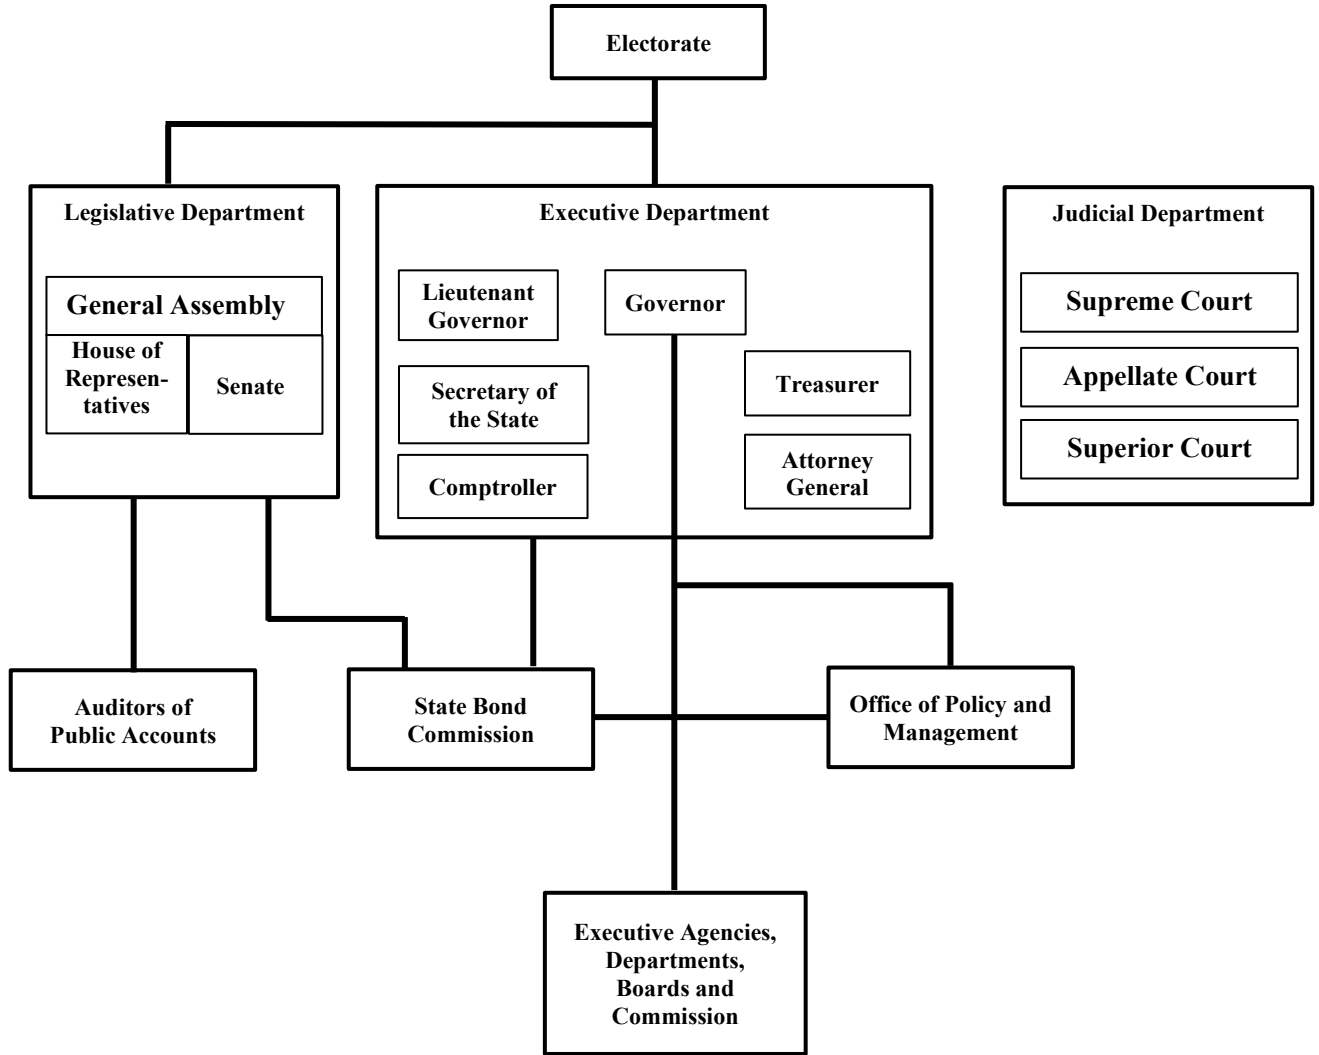 Electorate
Legislative Department
General Assembly
House of
Represen-
tatives
Senate
Executive Department
Lieutenant
Governor
Governor
Secretary of
the State
Treasurer
Comptroller
Attorney
General
Judicial Department
Supreme Court
Appellate Court
Superior Court
Auditors of
Public Accounts
State Bond
Commission
Office of Policy and
Management
Executive Agencies,
Departments,
Boards and
Commission